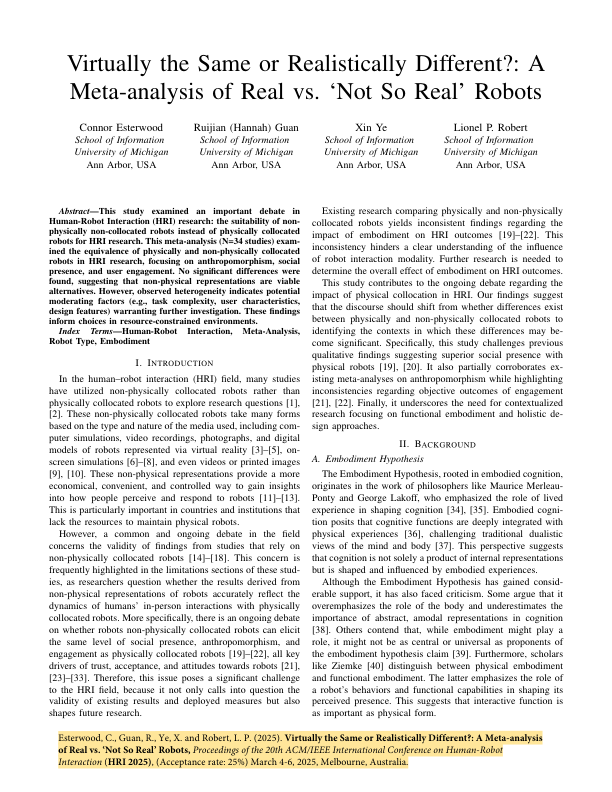 Virtually the Same or Realistically Different?: A
Meta-analysis of Real vs. ‘Not So Real’ Robots
Connor Esterwood
School of Information
University of Michigan
Ann Arbor, USA
Ruijian (Hannah) Guan
School of Information
University of Michigan
Ann Arbor, USA
Xin Ye
School of Information
University of Michigan
Ann Arbor, USA
Lionel P. Robert
School of Information
University of Michigan
Ann Arbor, USA
Abstract—This study examined an important debate in
Human-Robot Interaction (HRI) research: the suitability of non-
physically non-collocated robots instead of physically collocated
robots for HRI research. This meta-analysis (N=34 studies) exam-
ined the equivalence of physically and non-physically collocated
robots in HRI research, focusing on anthropomorphism, social
presence, and user engagement. No significant differences were
found, suggesting that non-physical representations are viable
alternatives. However, observed heterogeneity indicates potential
moderating factors (e.g., task complexity, user characteristics,
design features) warranting further investigation. These findings
inform choices in resource-constrained environments.
Index Terms—Human-Robot Interaction, Meta-Analysis,
Robot Type, Embodiment
I. Introduction
In the human–robot interaction (HRI) field, many studies
have utilized non-physically collocated robots rather than
physically collocated robots to explore research questions [1],
[2]. These non-physically collocated robots take many forms
based on the type and nature of the media used, including com-
puter simulations, video recordings, photographs, and digital
models of robots represented via virtual reality [3]–[5], on-
screen simulations [6]–[8], and even videos or printed images
[9], [10]. These non-physical representations provide a more
economical, convenient, and controlled way to gain insights
into how people perceive and respond to robots [11]–[13].
This is particularly important in countries and institutions that
lack the resources to maintain physical robots.
However, a common and ongoing debate in the field
concerns the validity of findings from studies that rely on
non-physically collocated robots [14]–[18]. This concern is
frequently highlighted in the limitations sections of these stud-
ies, as researchers question whether the results derived from
non-physical representations of robots accurately reflect the
dynamics of humans’ in-person interactions with physically
collocated robots. More specifically, there is an ongoing debate
on whether robots non-physically collocated robots can elicit
the same level of social presence, anthropomorphism, and
engagement as physically collocated robots [19]–[22], all key
drivers of trust, acceptance, and attitudes towards robots [21],
[23]–[33]. Therefore, this issue poses a significant challenge
to the HRI field, because it not only calls into question the
validity of existing results and deployed measures but also
shapes future research.
Existing research comparing physically and non-physically
collocated robots yields inconsistent findings regarding the
impact of embodiment on HRI outcomes [19]–[22]. This
inconsistency hinders a clear understanding of the influence
of robot interaction modality. Further research is needed to
determine the overall effect of embodiment on HRI outcomes.
This study contributes to the ongoing debate regarding the
impact of physical collocation in HRI. Our findings suggest
that the discourse should shift from whether differences exist
between physically and non-physically collocated robots to
identifying the contexts in which these differences may be-
come significant. Specifically, this study challenges previous
qualitative findings suggesting superior social presence with
physical robots [19], [20]. It also partially corroborates ex-
isting meta-analyses on anthropomorphism while highlighting
inconsistencies regarding objective outcomes of engagement
[21], [22]. Finally, it underscores the need for contextualized
research focusing on functional embodiment and holistic de-
sign approaches.
II. Background
A. Embodiment Hypothesis
The Embodiment Hypothesis, rooted in embodied cognition,
originates in the work of philosophers like Maurice Merleau-
Ponty and George Lakoff, who emphasized the role of lived
experience in shaping cognition [34], [35]. Embodied cogni-
tion posits that cognitive functions are deeply integrated with
physical experiences [36], challenging traditional dualistic
views of the mind and body [37]. This perspective suggests
that cognition is not solely a product of internal representations
but is shaped and influenced by embodied experiences.
Although the Embodiment Hypothesis has gained consid-
erable support, it has also faced criticism. Some argue that it
overemphasizes the role of the body and underestimates the
importance of abstract, amodal representations in cognition
[38]. Others contend that, while embodiment might play a
role, it might not be as central or universal as proponents of
the embodiment hypothesis claim [39]. Furthermore, scholars
like Ziemke [40] distinguish between physical embodiment
and functional embodiment. The latter emphasizes the role of
a robot’s behaviors and functional capabilities in shaping its
perceived presence. This suggests that interactive function is
as important as physical form.
Esterwood, C., Guan, R., Ye, X. and Robert, L. P. (2025). Virtually the Same or Realistically Different?: A Meta-analysis
of Real vs. ‘Not So Real’ Robots, Proceedings of the 20th ACM/IEEE International Conference on Human-Robot
Interaction (HRI 2025), (Acceptance rate: 25%) March 4-6, 2025, Melbourne, Australia.